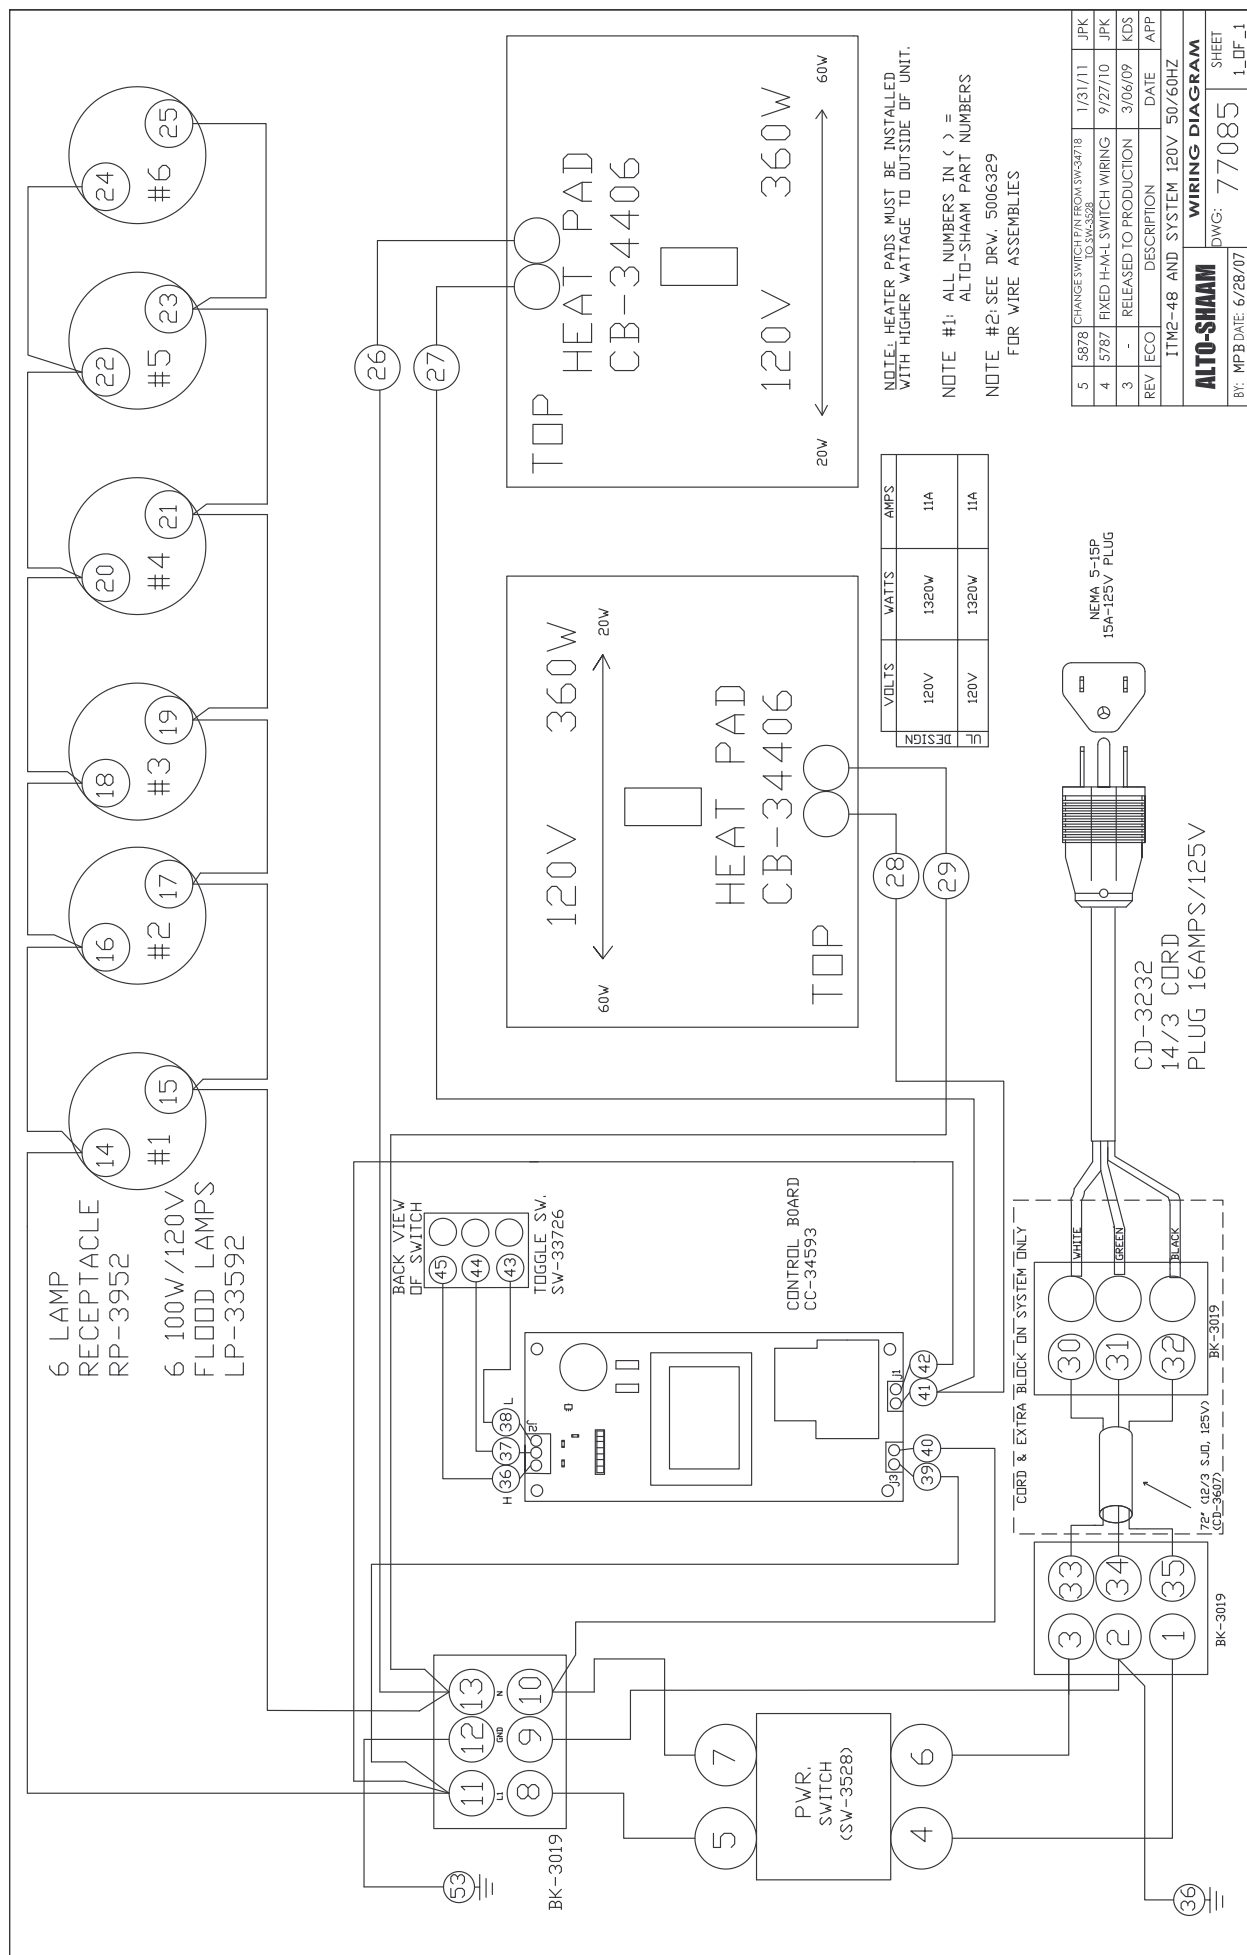 6 LAMP
RECEPTACLE
RP-3952
6 100W/120V
FLOOD LAMPS
LP-33592
14
15
#1
16
17
#2
18
19
#3
20
21
#4
22
23
#5
24
25
#6
53
BK-3019
11
12
13
L1
GND
N
8
9
10
5
7
PWR.
SWITCH
(SW-3528)
4
6
36
BACK VIEW
OF SWITCH
45
44
43
TOGGLE SW.
SW-33726
H
L
36
37
38
J2
CONTROL BOARD
CC-34593
J3
J1
39
40
41
42
26
27
TOP
HEAT PAD
CB-34406
120V 360W
20W
60W
120V 360W
60W
20W
HEAT PAD
CB-34406
TOP
28
29
NOTE: HEATER PADS MUST BE INSTALLED
WITH HIGHER WATTAGE TO OUTSIDE OF UNIT.
NOTE #1: ALL NUMBERS IN ( ) =
ALTO-SHAAM PART NUMBERS
NOTE #2: SEE DRW. 5006329
FOR WIRE ASSEMBLIES
VOLTS WATTS AMPS
DESIGN 120V 1320W 11A
UL 120V 1320W 11A
CORD & EXTRA BLOCK ON SYSTEM ONLY
3
33
2
34
1
35
BK-3019
72" (12/3 SJO, 125V)
(CD-3607)
30
31
32
BK-3019
WHITE
GREEN
BLACK
CD-3232
14/3 CORD
PLUG 16AMPS/125V
NEMA 5-15P
15A-125V PLUG
5 5878 CHANGE SWITCH P/N FROM SW-34718 1/31/11 JPK
TO SW-3528
4 5787 FIXED H-M-L SWITCH WIRING 9/27/10 JPK
3 - RELEASED TO PRODUCTION 3/06/09 KDS
REV ECO DESCRIPTION DATE APP
ITM2-48 AND SYSTEM 120V 50/60HZ
ALTO-SHAAM
WIRING DIAGRAM
BY: MPB DATE: 6/28/07
DWG: 77085
SHEET
1_OF_1